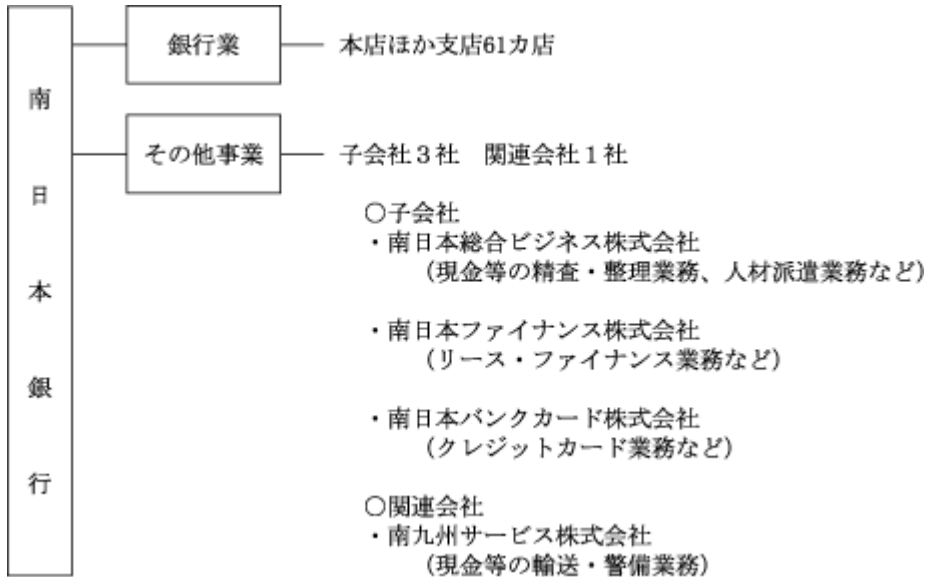 南日本銀行
銀行業
本店ほか支店61カ店
その他事業
子会社3社 関連会社1社
○子会社
・南日本総合ビジネス株式会社
(現金等の精査・整理業務、人材派遣業務など)
・南日本ファイナンス株式会社
(リース・ファイナンス業務など)
・南日本バンクカード株式会社
(クレジットカード業務など)
○関連会社
・南九州サービス株式会社
(現金等の輸送・警備業務)